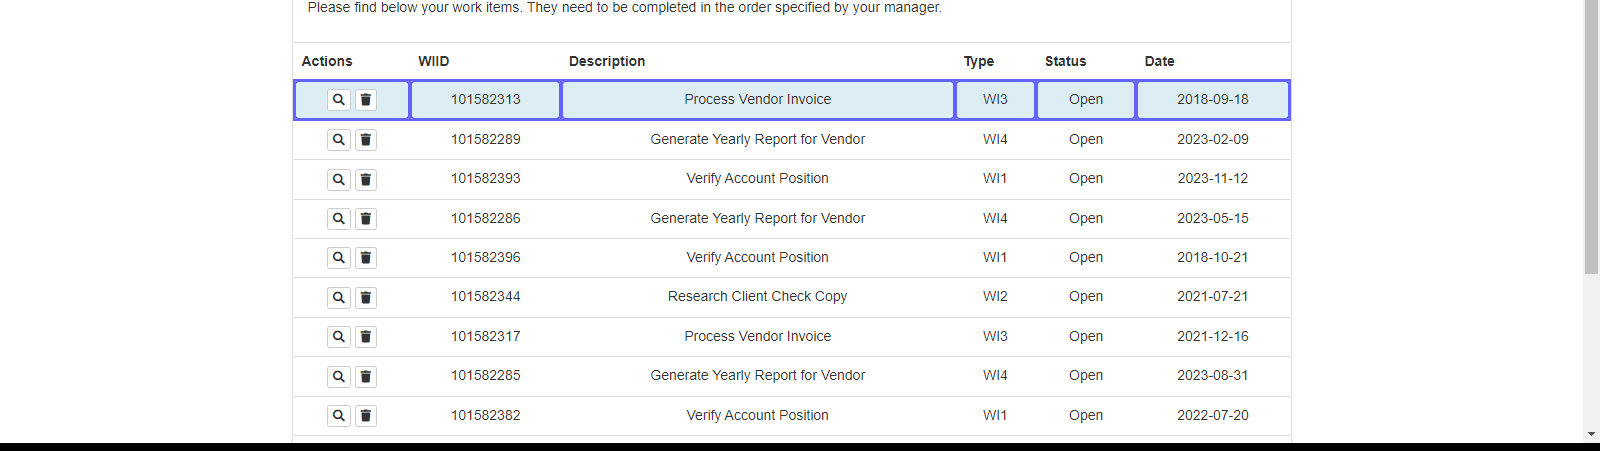 Please find below your work items. They need to be completed in the order specified by your manager.
Actions WIID Description Type Status Date
101582313 Process Vendor Invoice WI3 Open 2018-09-18
101582289 Generate Yearly Report for Vendor WI4 Open 2023-02-09
101582393 Verify Account Position WI1 Open 2023-11-12
101582286 Generate Yearly Report for Vendor WI4 Open 2023-05-15
101582396 Verify Account Position WI1 Open 2018-10-21
101582344 Research Client Check Copy WI2 Open 2021-07-21
101582317 Process Vendor Invoice WI3 Open 2021-12-16
101582285 Generate Yearly Report for Vendor WI4 Open 2023-08-31
101582382 Verify Account Position WI1 Open 2022-07-20